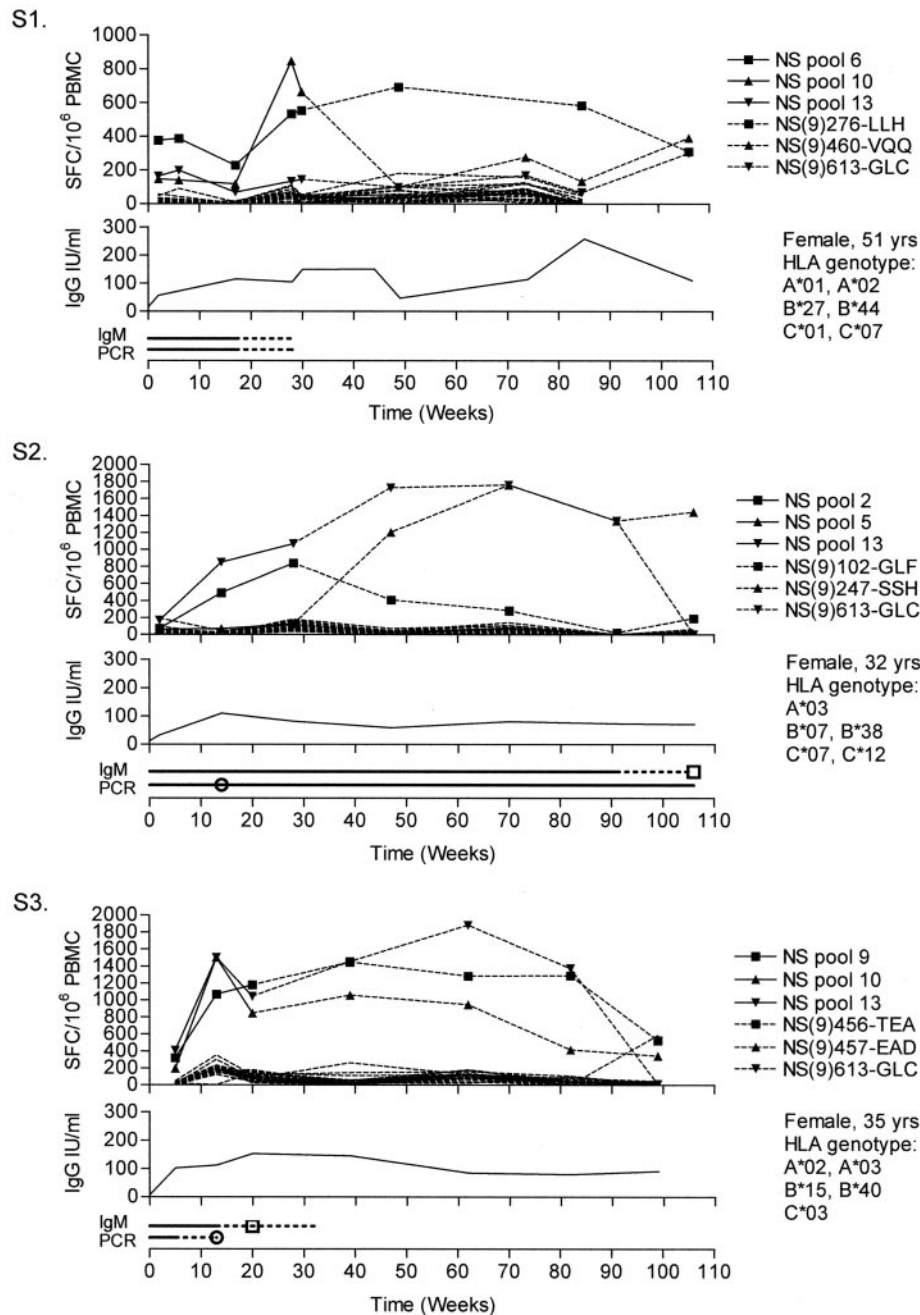 S1.
1000
800
600
400
200
0
SFC/10⁶ PBMC
NS pool 6
NS pool 10
NS pool 13
NS(9)276-LLH
NS(9)460-VQQ
NS(9)613-GLC
300
200
100
0
IgG IU/ml
Female, 51 yrs
HLA genotype:
A*01, A*02
B*27, B*44
C*01, C*07
IgM
PCR
0 10 20 30 40 50 60 70 80 90 100 110
Time (Weeks)
S2.
2000
1800
1600
1400
1200
1000
800
600
400
200
0
SFC/10⁶ PBMC
NS pool 2
NS pool 5
NS pool 13
NS(9)102-GLF
NS(9)247-SSH
NS(9)613-GLC
300
200
100
0
IgG IU/ml
Female, 32 yrs
HLA genotype:
A*03
B*07, B*38
C*07, C*12
IgM
PCR
0 10 20 30 40 50 60 70 80 90 100 110
Time (Weeks)
S3.
2000
1800
1600
1400
1200
1000
800
600
400
200
0
SFC/10⁶ PBMC
NS pool 9
NS pool 10
NS pool 13
NS(9)456-TEA
NS(9)457-EAD
NS(9)613-GLC
300
200
100
0
IgG IU/ml
Female, 35 yrs
HLA genotype:
A*02, A*03
B*15, B*40
C*03
IgM
PCR
0 10 20 30 40 50 60 70 80 90 100 110
Time (Weeks)